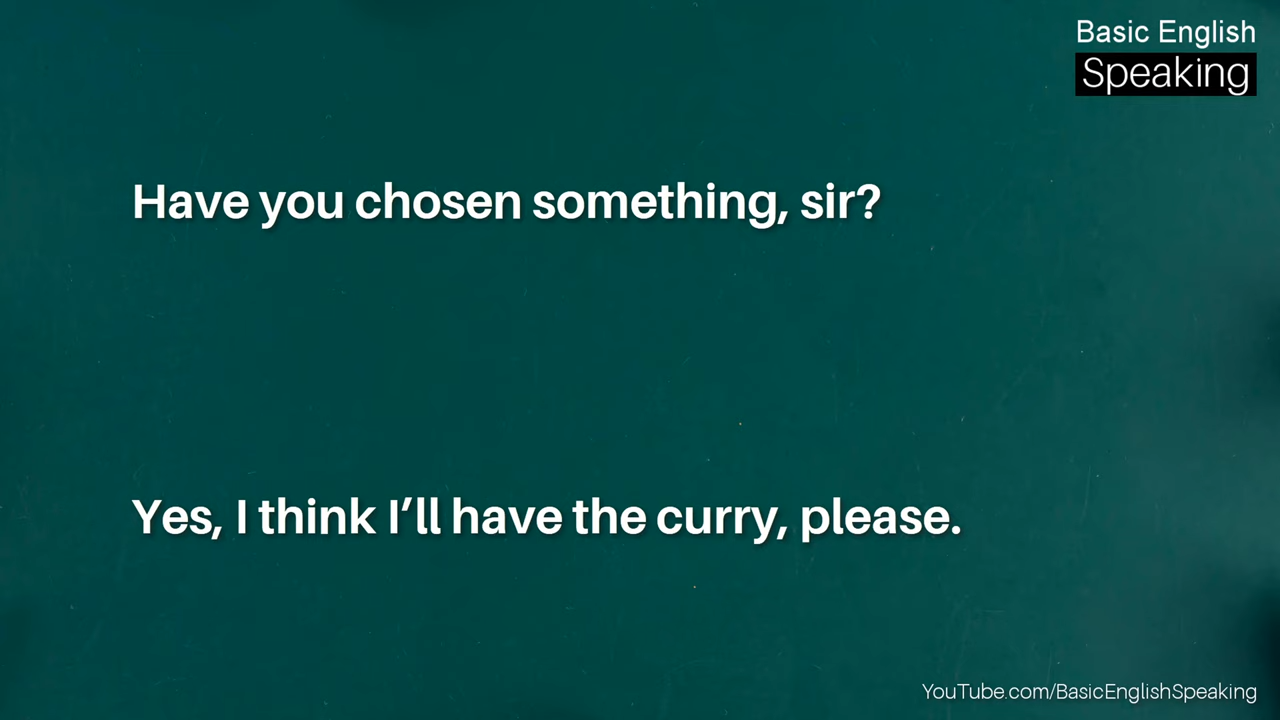 Basic English
Speaking
Have you chosen something, sir?
Yes, I think I’ll have the curry, please.
YouTube.com/BasicEnglishSpeaking